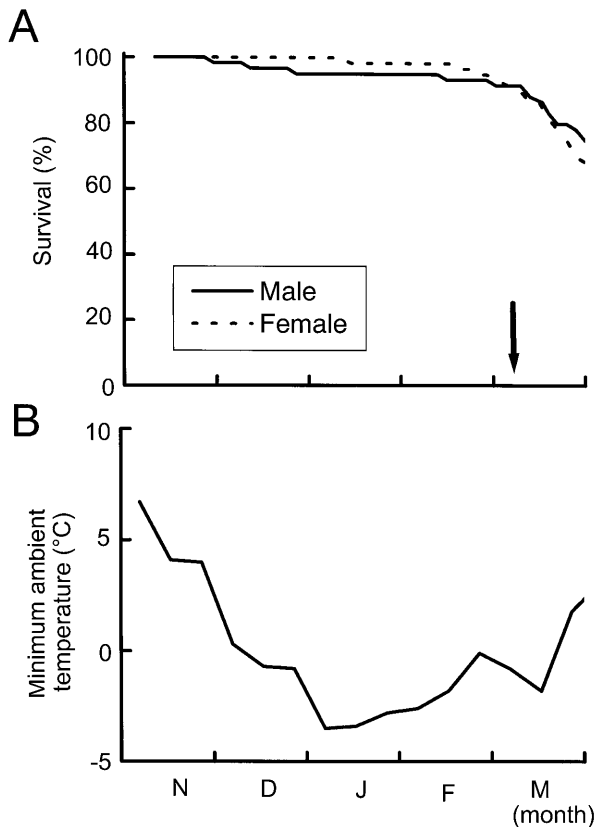 A
100
80
60
40
20
0
Survival (%)
Male
Female
B
10
5
0
-5
Minimum ambient
temperature (°C)
N D J F M
(month)